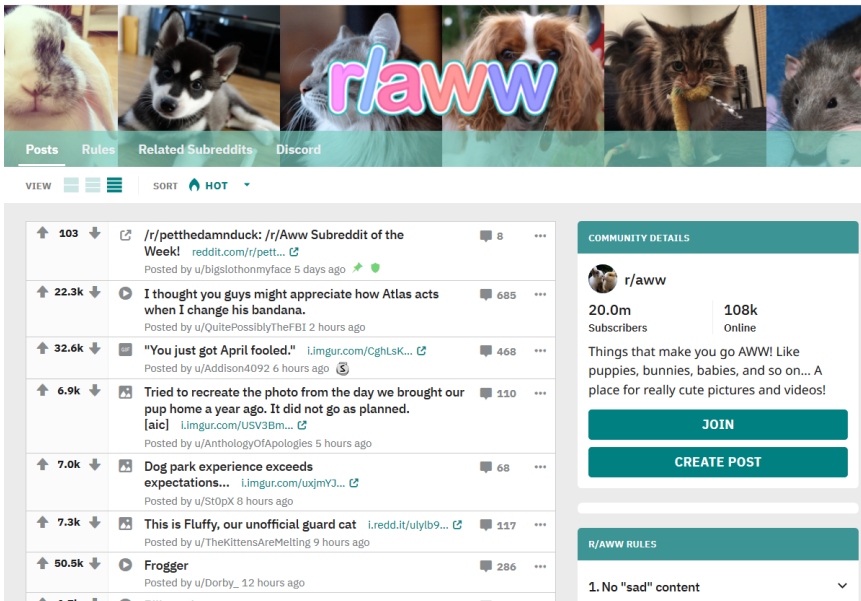 r/aww
Posts Rules Related Subreddits Discord
VIEW SORT HOT
103 /r/petthedamnduck: /r/Aww Subreddit of the 8
Week! reddit.com/r/pett...
Posted by u/bigslothonmyface 5 days ago
22.3k I thought you guys might appreciate how Atlas acts 685
when I change his bandana.
Posted by u/QuitePossiblyTheFBI 2 hours ago
32.6k "You just got April fooled." i.imgur.com/CghLsK... 468
Posted by u/Addison4092 6 hours ago
6.9k Tried to recreate the photo from the day we brought our 110
pup home a year ago. It did not go as planned.
[aic] i.imgur.com/USV3Bm...
Posted by u/AnthologyOfApologies 5 hours ago
7.0k Dog park experience exceeds 68
expectations... i.imgur.com/uxjmYJ...
Posted by u/St0pX 8 hours ago
7.3k This is Fluffy, our unofficial guard cat i.redd.it/ulylb9... 117
Posted by u/TheKittensAreMelting 9 hours ago
50.5k Frogger 286
Posted by u/Dorby_ 12 hours ago
COMMUNITY DETAILS
r/aww
20.0m 108k
Subscribers Online
Things that make you go AWW! Like
puppies, bunnies, babies, and so on... A
place for really cute pictures and videos!
JOIN
CREATE POST
R/AWW RULES
1. No "sad" content